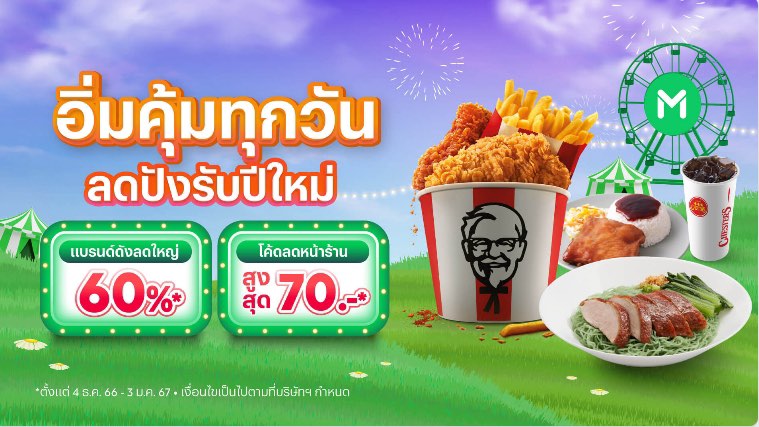 อิ่มคุ้มทุกวัน
ลดปังรับปีใหม่
แบรนด์ดังลดใหญ่
60%*
โค้ดลดหน้าร้าน
สูงสุด 70.-*
*ตั้งแต่ 4 ธ.ค. 66 - 3 ม.ค. 67 • เงื่อนไขเป็นไปตามที่บริษัทฯ กำหนด
M
KFC
CHESTER'S